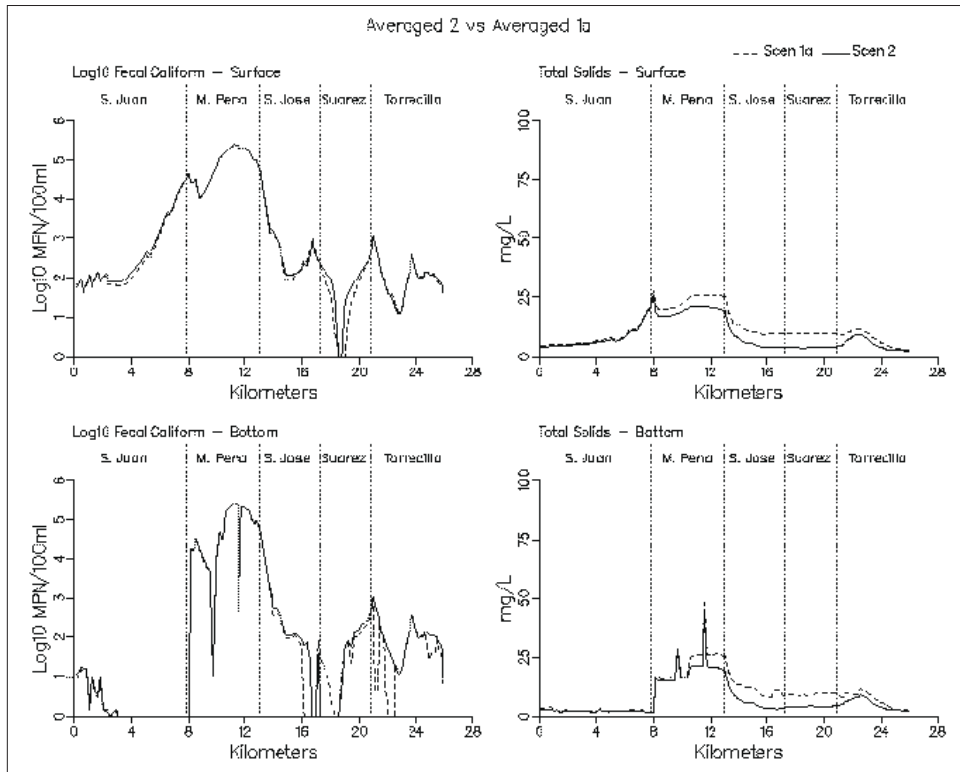 Averaged 2 vs Averaged 1a
Scen 1a Scen 2
Log10 Fecal Coliform – Surface
S. Juan M. Pena S. Jose Suarez Torrecilla
Log10 MPN/100ml
0 1 2 3 4 5 6
0 4 8 12 16 20 24 28
Kilometers
Total Solids – Surface
S. Juan M. Pena S. Jose Suarez Torrecilla
mg/L
0 25 50 75 100
0 4 8 12 16 20 24 28
Kilometers
Log10 Fecal Coliform – Bottom
S. Juan M. Pena S. Jose Suarez Torrecilla
Log10 MPN/100ml
0 1 2 3 4 5 6
0 4 8 12 16 20 24 28
Kilometers
Total Solids – Bottom
S. Juan M. Pena S. Jose Suarez Torrecilla
mg/L
0 25 50 75 100
0 4 8 12 16 20 24 28
Kilometers